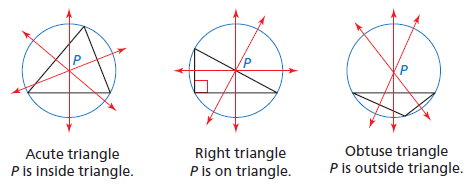 P
P
P
Acute triangle
P is inside triangle.
Right triangle
P is on triangle.
Obtuse triangle
P is outside triangle.